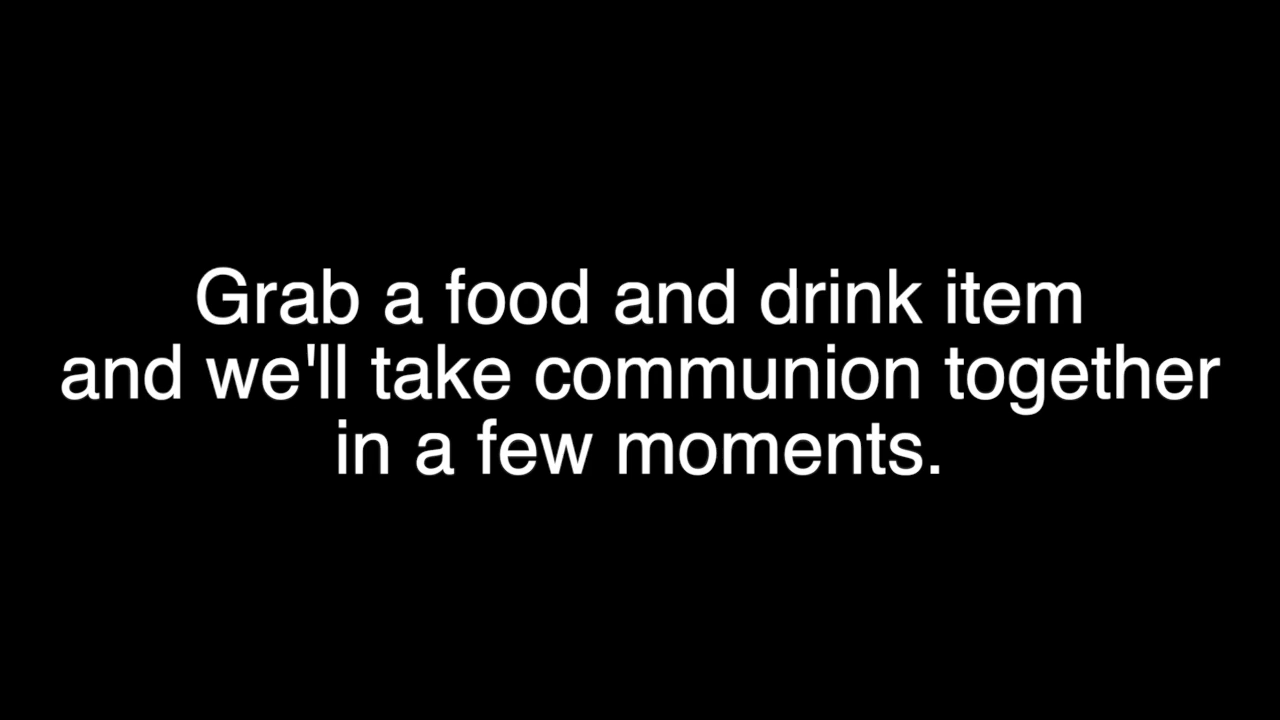 Grab a food and drink item
and we'll take communion together
in a few moments.